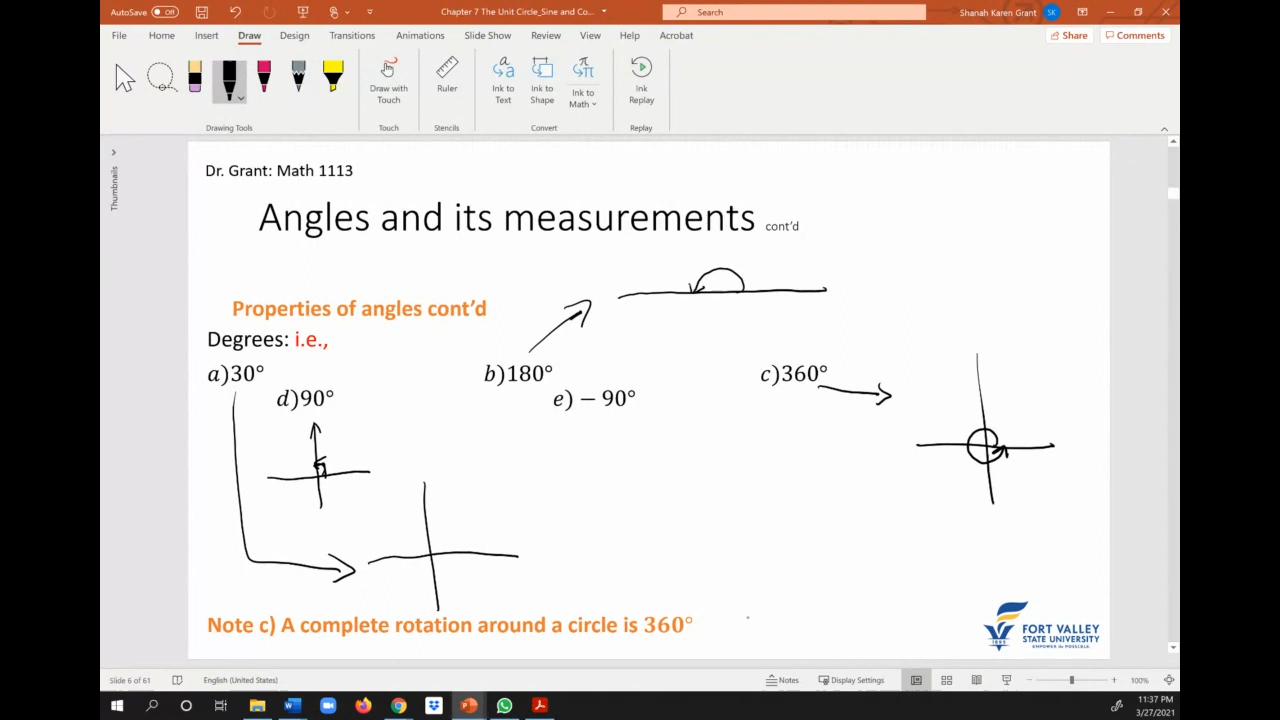 AutoSave Off Chapter 7 The Unit Circle_Sine and Co... Search Shanah Karen Grant SK
File Home Insert Draw Design Transitions Animations Slide Show Review View Help Acrobat Share Comments
Draw with Touch Ruler Ink to Text Ink to Shape Ink to Math Ink Replay
Drawing Tools Touch Stencils Convert Replay
Thumbnails
Dr. Grant: Math 1113
Angles and its measurements cont'd
Properties of angles cont'd
Degrees: i.e.,
a)30° b)180° c)360°
d)90° e) − 90°
Note c) A complete rotation around a circle is 360°
1895
FORT VALLEY
STATE UNIVERSITY
EMPOWER the POSSIBLE.
Slide 6 of 61 English (United States) Notes Display Settings 100%
11:37 PM
3/27/2021